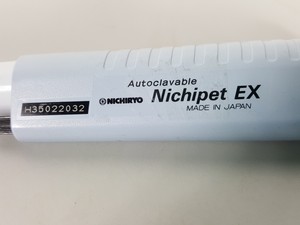 Autoclavable
H35022032
NICHIRYO Nichipet EX
MADE IN JAPAN